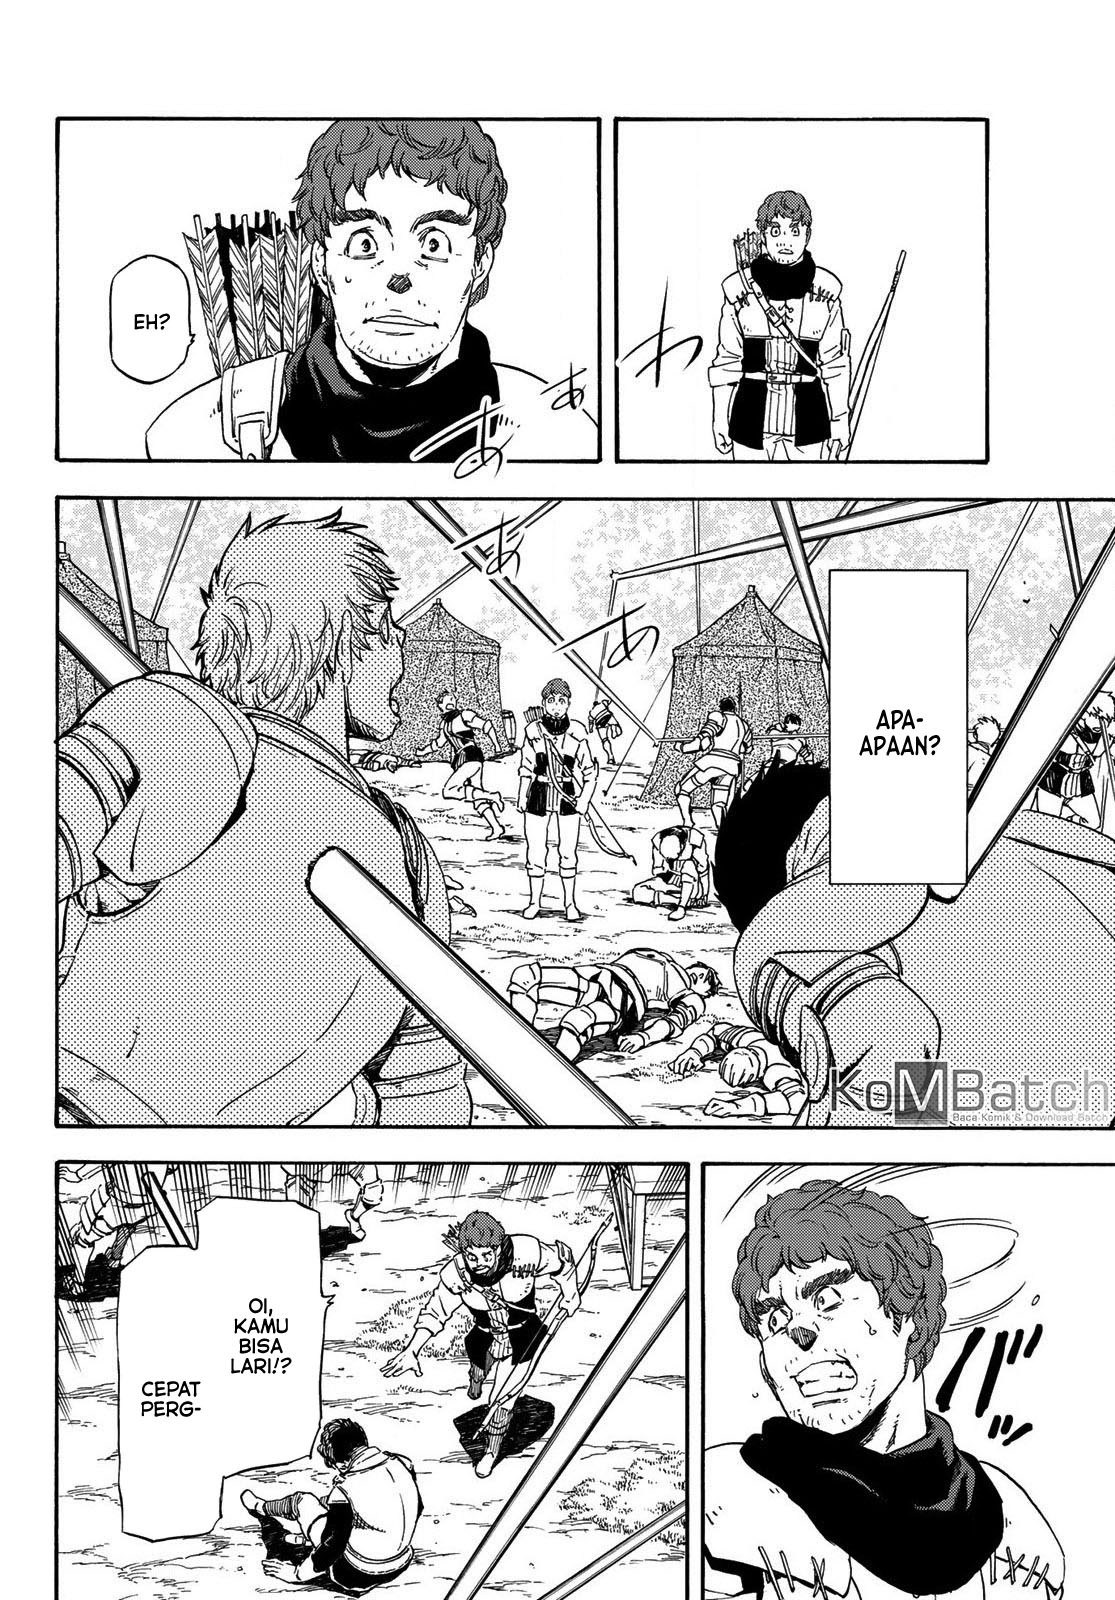 わ
あ
あ
EH?
あ
あ
APA-
APAAN?
KoMBatch
Baca Komik & Download Batch
バッ
OI,
KAMU
BISA
LARI!?
CEPAT
PERG-